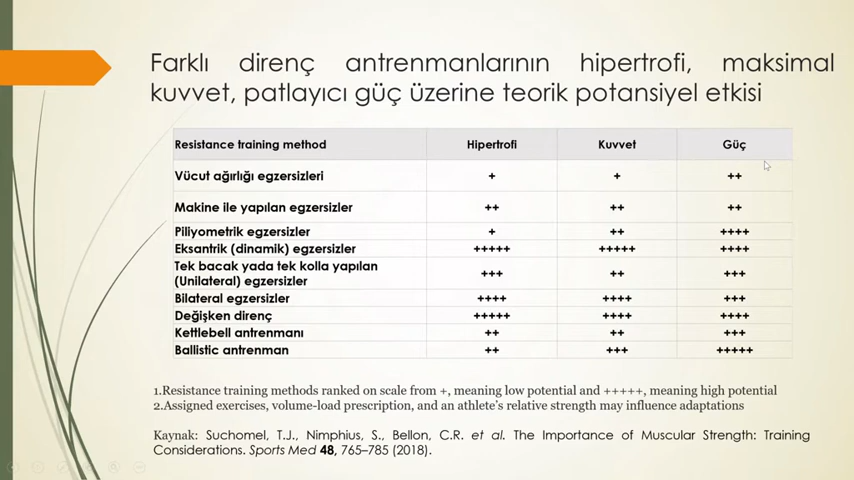 Farklı direnç antrenmanlarının hipertrofi, maksimal
kuvvet, patlayıcı güç üzerine teorik potansiyel etkisi
Resistance training method Hipertrofi Kuvvet Güç
Vücut ağırlığı egzersizleri + + ++
Makine ile yapılan egzersizler ++ ++ ++
Piliyometrik egzersizler + ++ ++++
Eksantrik (dinamik) egzersizler +++++ +++++ ++++
Tek bacak yada tek kolla yapılan
(Unilateral) egzersizler +++ ++ +++
Bilateral egzersizler ++++ ++++ +++
Değişken direnç +++++ ++++ ++++
Kettlebell antrenmanı ++ ++ +++
Ballistic antrenman ++ +++ +++++
1.Resistance training methods ranked on scale from +, meaning low potential and +++++, meaning high potential
2.Assigned exercises, volume-load prescription, and an athlete's relative strength may influence adaptations
Kaynak: Suchomel, T.J., Nimphius, S., Bellon, C.R. et al. The Importance of Muscular Strength: Training
Considerations. Sports Med 48, 765–785 (2018).